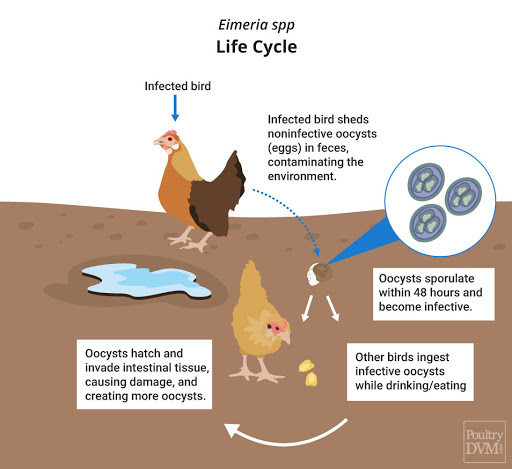 Eimeria spp
Life Cycle
Infected bird
Infected bird sheds
noninfective oocysts
(eggs) in feces,
contaminating the
environment.
Oocysts sporulate
within 48 hours and
become infective.
Other birds ingest
infective oocysts
while drinking/eating
Oocysts hatch and
invade intestinal tissue,
causing damage, and
creating more oocysts.
Poultry
DVM